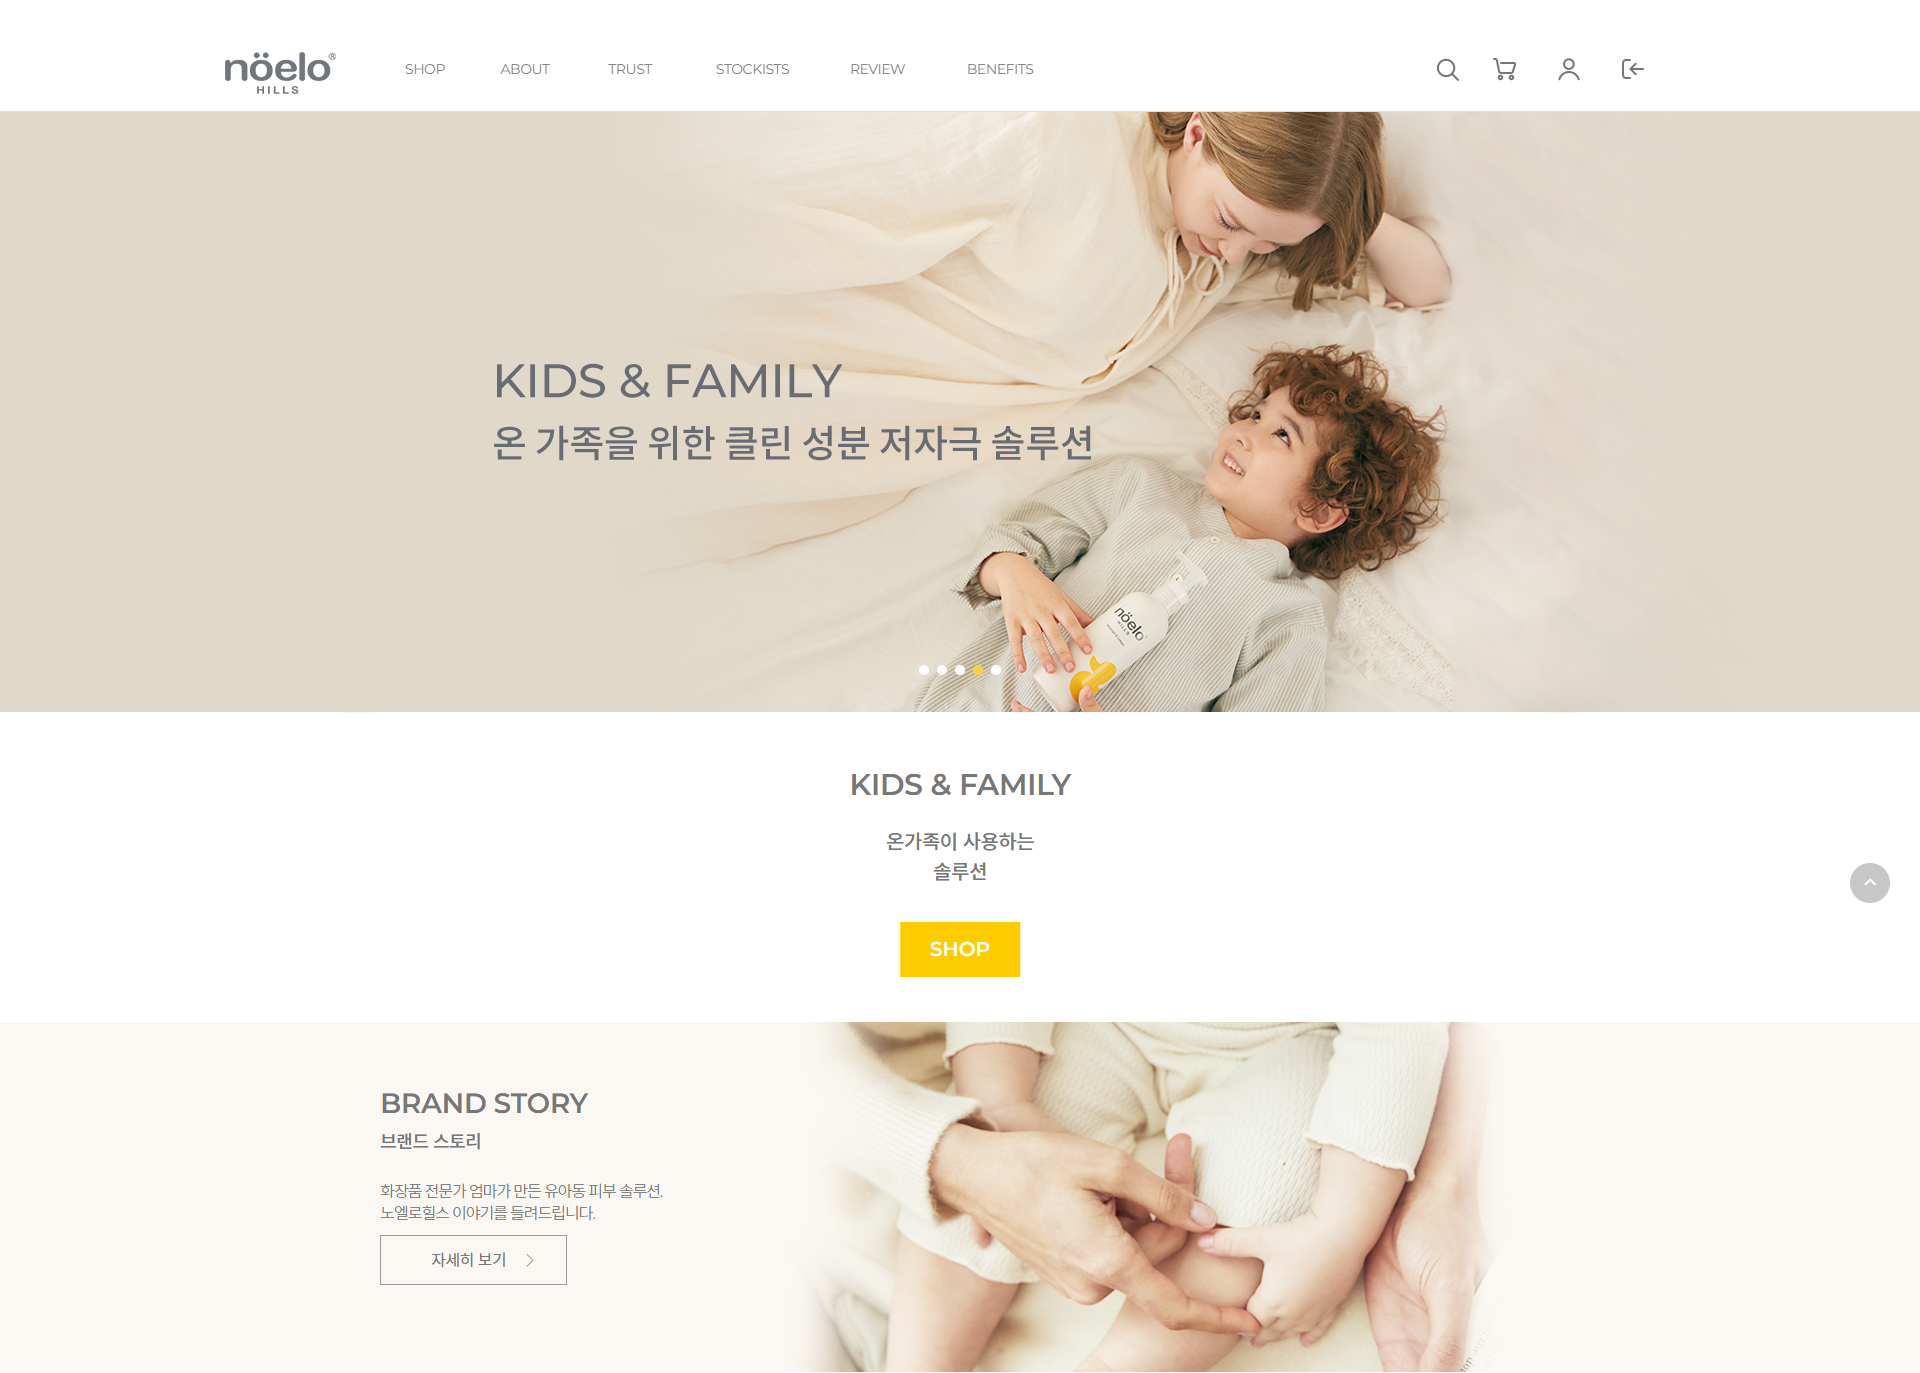 nöelo®
HILLS
SHOP
ABOUT
TRUST
STOCKISTS
REVIEW
BENEFITS
KIDS & FAMILY
온 가족을 위한 클린 성분 저자극 솔루션
nöelo
HILLS
KIDS & FAMILY
온가족이 사용하는
솔루션
SHOP
BRAND STORY
브랜드 스토리
화장품 전문가 엄마가 만든 유아동 피부 솔루션.
노엘로힐스 이야기를 들려드립니다.
자세히 보기